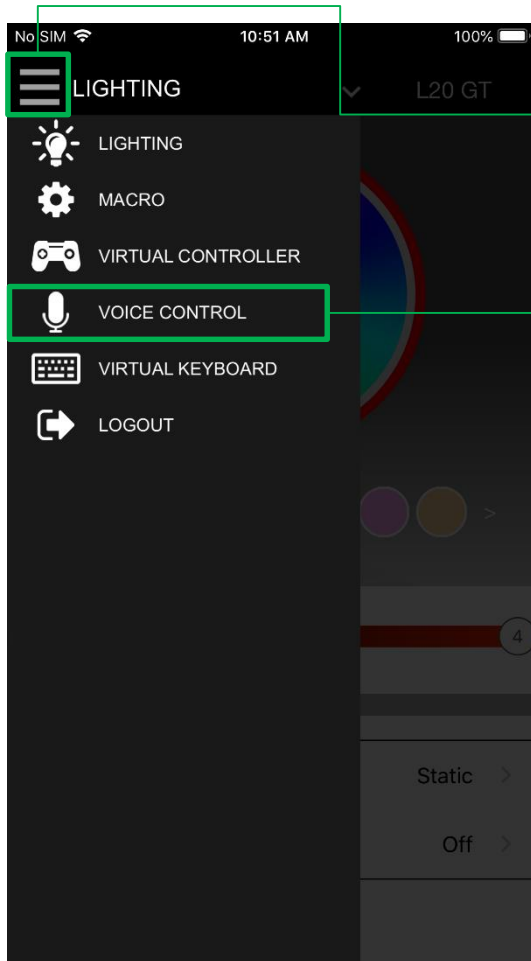 No SIM 10:51 AM 100%
LIGHTING L20 GT
LIGHTING
MACRO
VIRTUAL CONTROLLER
VOICE CONTROL
VIRTUAL KEYBOARD
LOGOUT
>
4
Static >
Off >